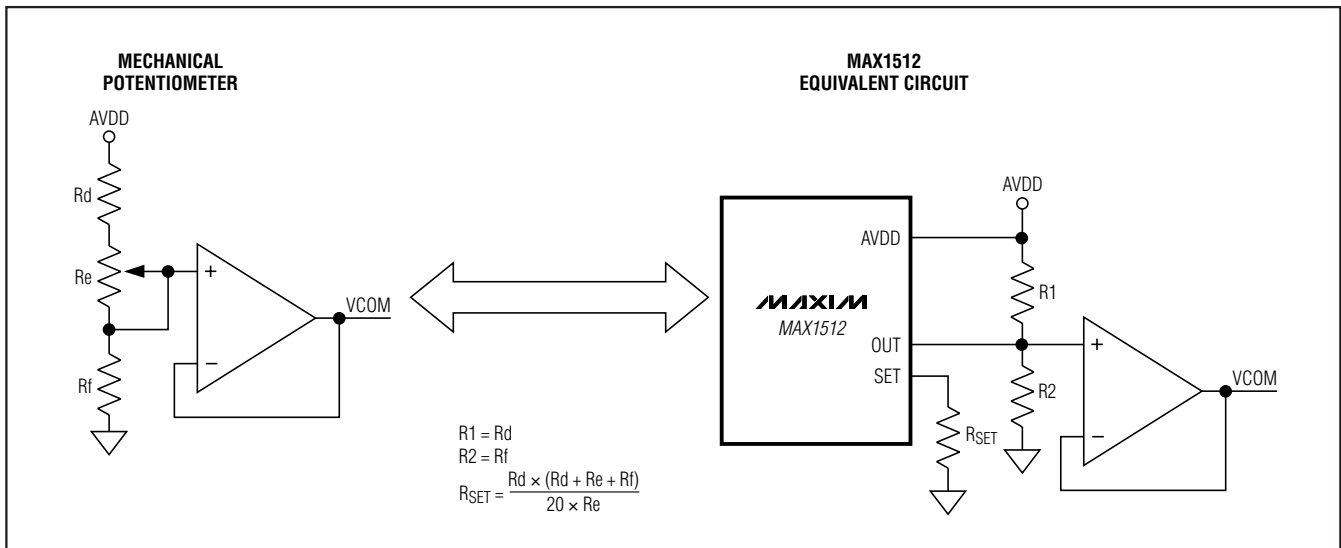 MECHANICAL
POTENTIOMETER
AVDD
Rd
Re
Rf
+
−
VCOM
R1 = Rd
R2 = Rf
RSET = Rd × (Rd + Re + Rf)
20 × Re
MAX1512
EQUIVALENT CIRCUIT
AVDD
AVDD
MAXIM
MAX1512
OUT
SET
R1
R2
RSET
+
−
VCOM